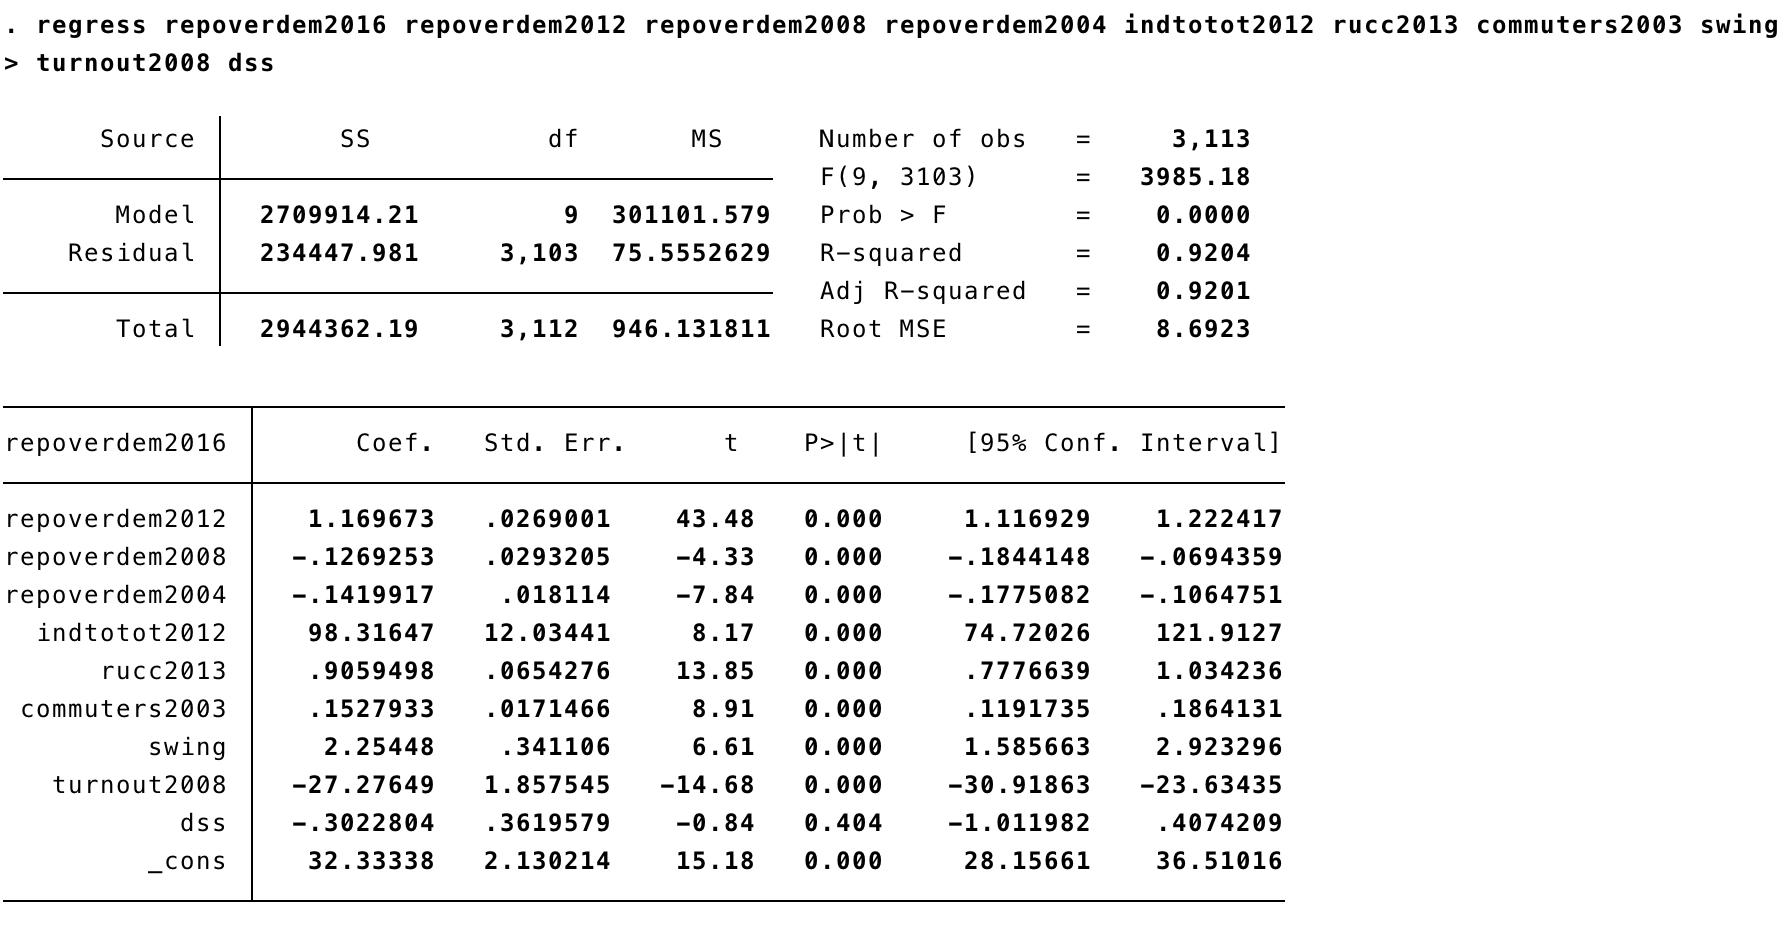 . regress repoverdem2016 repoverdem2012 repoverdem2008 repoverdem2004 indtotot2012 rucc2013 commuters2003 swing
> turnout2008 dss
Source SS df MS Number of obs = 3,113
F(9, 3103) = 3985.18
Model 2709914.21 9 301101.579 Prob > F = 0.0000
Residual 234447.981 3,103 75.5552629 R-squared = 0.9204
Adj R-squared = 0.9201
Total 2944362.19 3,112 946.131811 Root MSE = 8.6923
repoverdem2016 Coef. Std. Err. t P>|t| [95% Conf. Interval]
repoverdem2012 1.169673 .0269001 43.48 0.000 1.116929 1.222417
repoverdem2008 -.1269253 .0293205 -4.33 0.000 -.1844148 -.0694359
repoverdem2004 -.1419917 .018114 -7.84 0.000 -.1775082 -.1064751
indtotot2012 98.31647 12.03441 8.17 0.000 74.72026 121.9127
rucc2013 .9059498 .0654276 13.85 0.000 .7776639 1.034236
commuters2003 .1527933 .0171466 8.91 0.000 .1191735 .1864131
swing 2.25448 .341106 6.61 0.000 1.585663 2.923296
turnout2008 -27.27649 1.857545 -14.68 0.000 -30.91863 -23.63435
dss -.3022804 .3619579 -0.84 0.404 -1.011982 .4074209
_cons 32.33338 2.130214 15.18 0.000 28.15661 36.51016